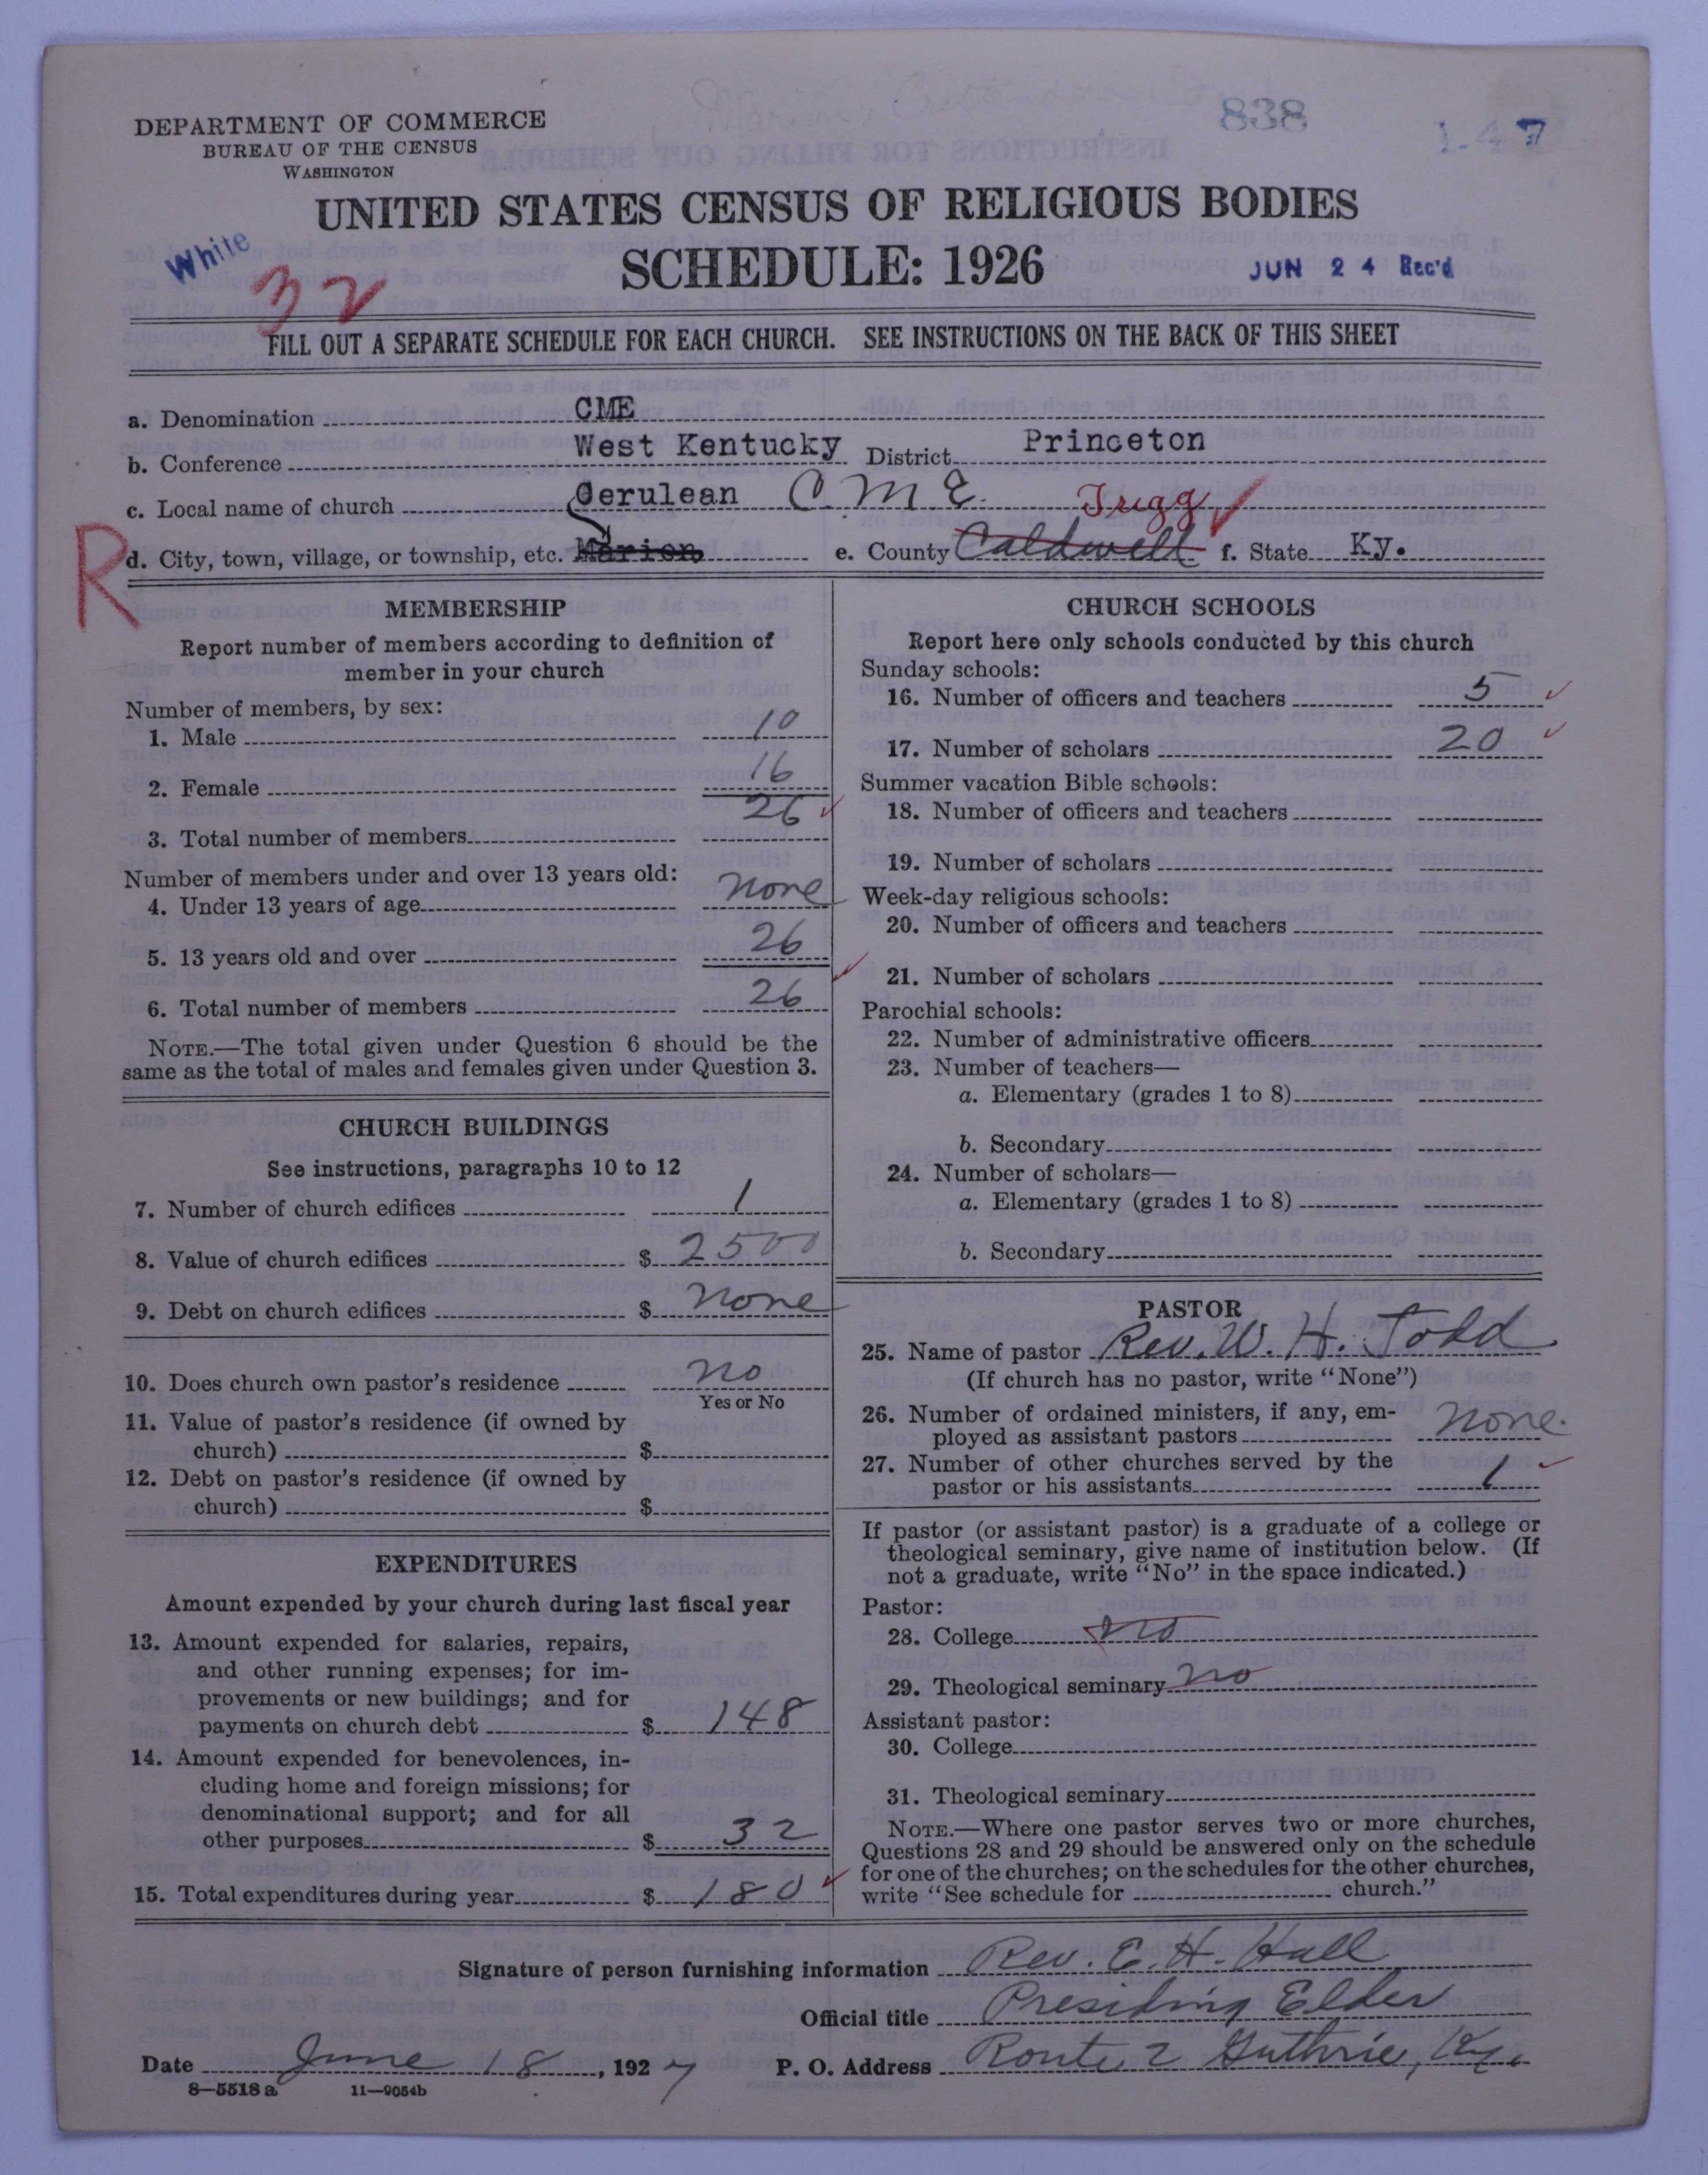 838
1-47
DEPARTMENT OF COMMERCE
BUREAU OF THE CENSUS
WASHINGTON
UNITED STATES CENSUS OF RELIGIOUS BODIES
SCHEDULE: 1926
White
32
JUN 24 Rec'd
FILL OUT A SEPARATE SCHEDULE FOR EACH CHURCH. SEE INSTRUCTIONS ON THE BACK OF THIS SHEET
a. Denomination CME
b. Conference West Kentucky District Princeton
c. Local name of church Cerulean C. M. E.
Trigg
R
d. City, town, village, or township, etc. Marion, e. County Caldwell f. State Ky.
MEMBERSHIP
Report number of members according to definition of
member in your church
Number of members, by sex:
1. Male 10
2. Female 16
3. Total number of members 26
Number of members under and over 13 years old:
4. Under 13 years of age none
5. 13 years old and over 26
6. Total number of members 26
NOTE.—The total given under Question 6 should be the
same as the total of males and females given under Question 3.
CHURCH BUILDINGS
See instructions, paragraphs 10 to 12
7. Number of church edifices 1
8. Value of church edifices $ 2500
9. Debt on church edifices $ none
10. Does church own pastor's residence no
Yes or No
11. Value of pastor's residence (if owned by
church) $
12. Debt on pastor's residence (if owned by
church) $
EXPENDITURES
Amount expended by your church during last fiscal year
13. Amount expended for salaries, repairs,
and other running expenses; for im-
provements or new buildings; and for
payments on church debt $ 148
14. Amount expended for benevolences, in-
cluding home and foreign missions; for
denominational support; and for all
other purposes $ 32
15. Total expenditures during year $ 180
CHURCH SCHOOLS
Report here only schools conducted by this church
Sunday schools:
16. Number of officers and teachers 5
17. Number of scholars 20
Summer vacation Bible schools:
18. Number of officers and teachers
19. Number of scholars
Week-day religious schools:
20. Number of officers and teachers
21. Number of scholars
Parochial schools:
22. Number of administrative officers
23. Number of teachers—
a. Elementary (grades 1 to 8)
b. Secondary
24. Number of scholars—
a. Elementary (grades 1 to 8)
b. Secondary
PASTOR
25. Name of pastor Rev. W. H. Todd
(If church has no pastor, write "None")
26. Number of ordained ministers, if any, em-
ployed as assistant pastors none.
27. Number of other churches served by the
pastor or his assistants 1
If pastor (or assistant pastor) is a graduate of a college or
theological seminary, give name of institution below. (If
not a graduate, write "No" in the space indicated.)
Pastor:
28. College no
29. Theological seminary no
Assistant pastor:
30. College
31. Theological seminary
NOTE.—Where one pastor serves two or more churches,
Questions 28 and 29 should be answered only on the schedule
for one of the churches; on the schedules for the other churches,
write "See schedule for church."
Signature of person furnishing information Rev. E. H. Hall
Official title Presiding Elder
Date June 18, 1927 P. O. Address Route 2 Guthrie, Ky.
8—5518 a 11—9054b